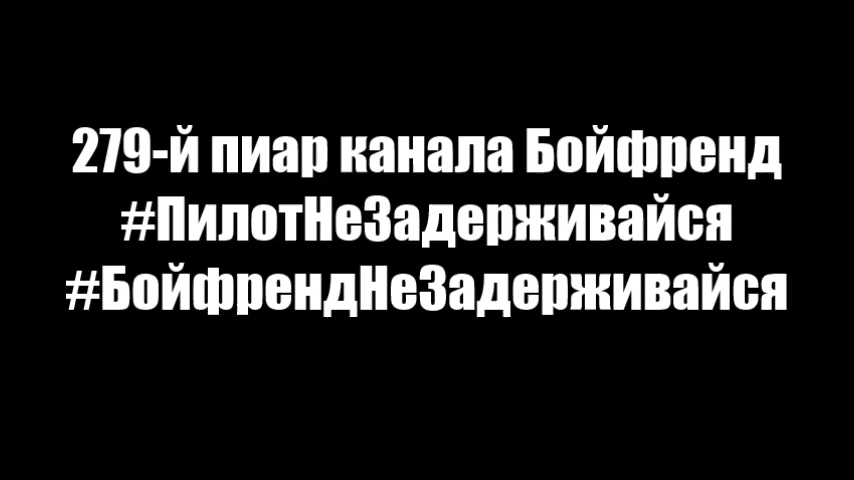 279-й пиар канала Бойфренд
#ПилотНеЗадерживайся
#БойфрендНеЗадерживайся